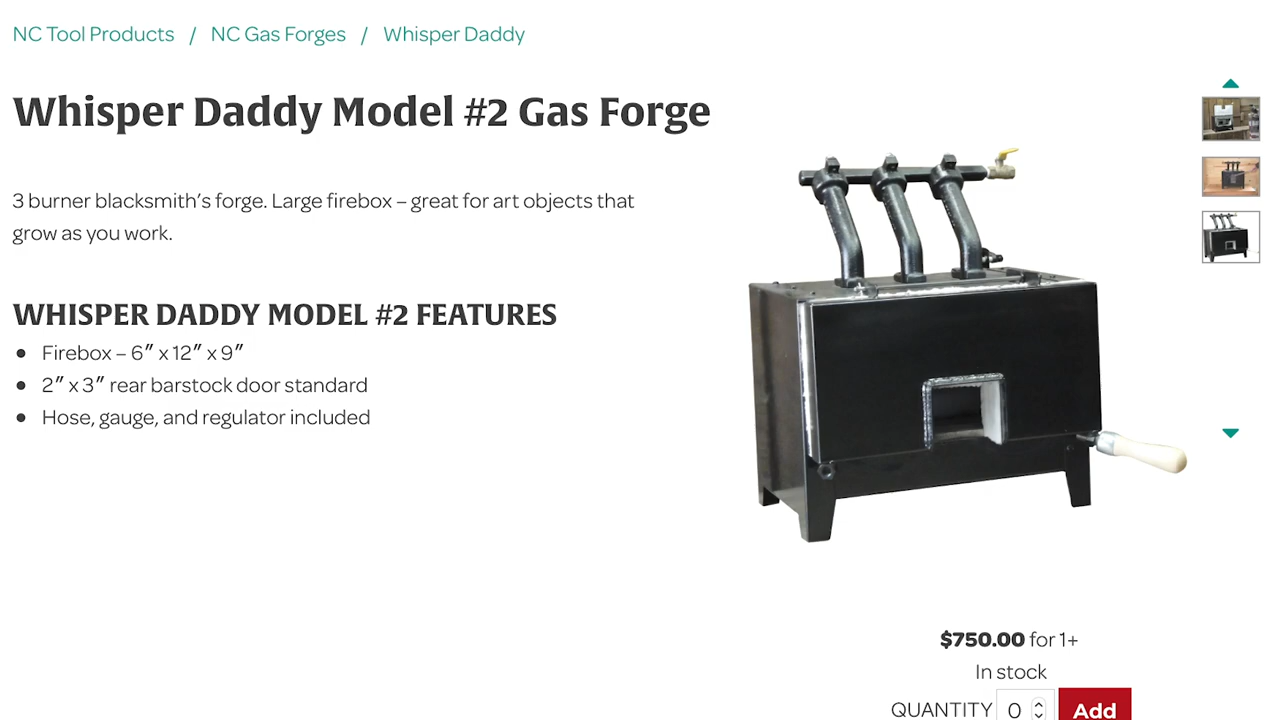 NC Tool Products / NC Gas Forges / Whisper Daddy
Whisper Daddy Model #2 Gas Forge
3 burner blacksmith's forge. Large firebox – great for art objects that
grow as you work.
WHISPER DADDY MODEL #2 FEATURES
● Firebox – 6″ x 12″ x 9″
● 2″ x 3″ rear barstock door standard
● Hose, gauge, and regulator included
$750.00 for 1+
In stock
QUANTITY 0 Add